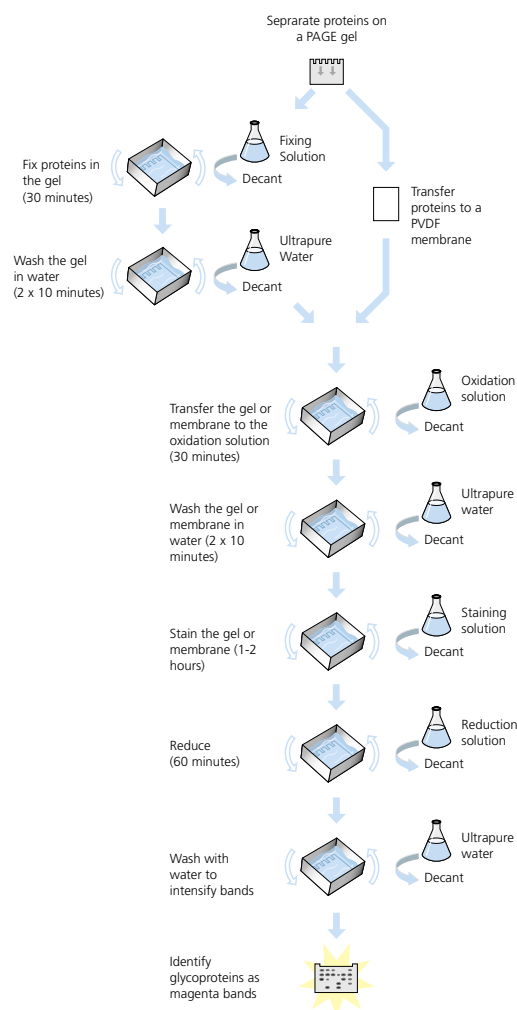 Seprarate proteins on
a PAGE gel
Fix proteins in
the gel
(30 minutes)
Fixing
Solution
Decant
Transfer
proteins to a
PVDF
membrane
Wash the gel
in water
(2 x 10 minutes)
Ultrapure
Water
Decant
Transfer the gel or
membrane to the
oxidation solution
(30 minutes)
Oxidation
solution
Decant
Wash the gel or
membrane in
water (2 x 10
minutes)
Ultrapure
water
Decant
Stain the gel or
membrane (1-2
hours)
Staining
solution
Decant
Reduce
(60 minutes)
Reduction
solution
Decant
Wash with
water to
intensify bands
Ultrapure
water
Decant
Identify
glycoproteins as
magenta bands